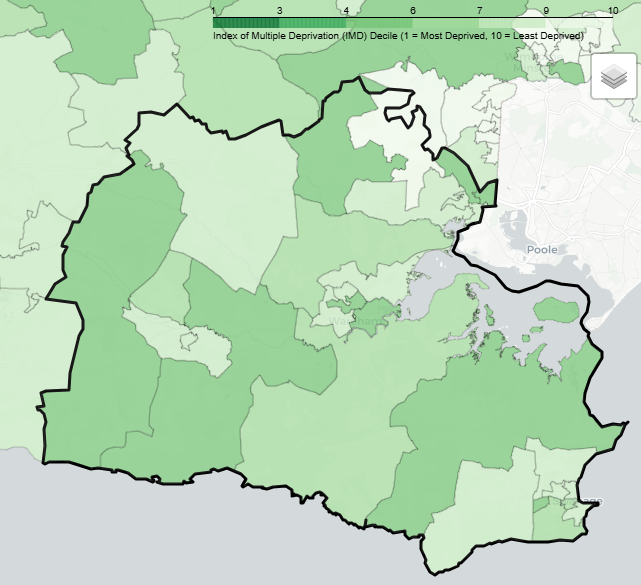 1 3 4 6 7 9 10
Index of Multiple Deprivation (IMD) Decile (1 = Most Deprived, 10 = Least Deprived)
Poole